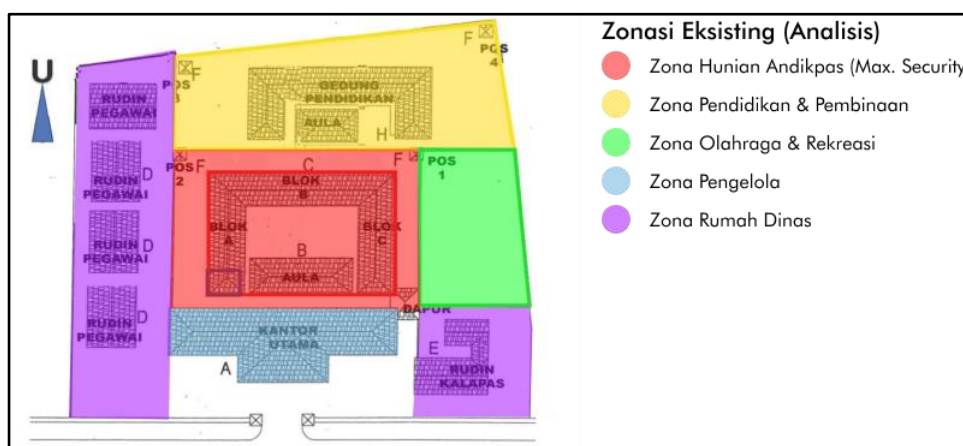 Zonasi Eksisting (Analisis)
Zona Hunian Andikpas (Max. Security
Zona Pendidikan & Pembinaan
Zona Olahraga & Rekreasi
Zona Pengelola
Zona Rumah Dinas
U
F
POS
4
F
POS
3
GEDUNG
PENDIDIKAN
AULA
H
RUDIN
PEGAWAI
D
RUDIN
PEGAWAI
D
RUDIN
PEGAWAI
D
RUDIN
PEGAWAI
POS
2
F
C
F
POS
1
BLOK
B
BLOK
A
BLOK
C
B
AULA
DAPUR
KANTOR
UTAMA
A
E
RUDIN
KALAPAS